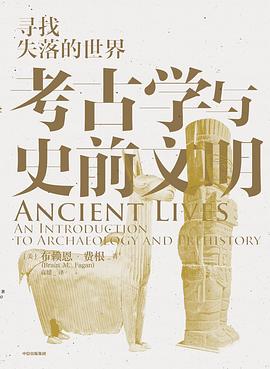 寻找
失落的世界
考古学与
史前文明
ANCIENT LIVES
AN INTRODUCTION
TO ARCHAEOLOGY AND PREHISTORY
[美] 布赖恩·费根 著
(Brian M. Fagan)
译
中信出版集团